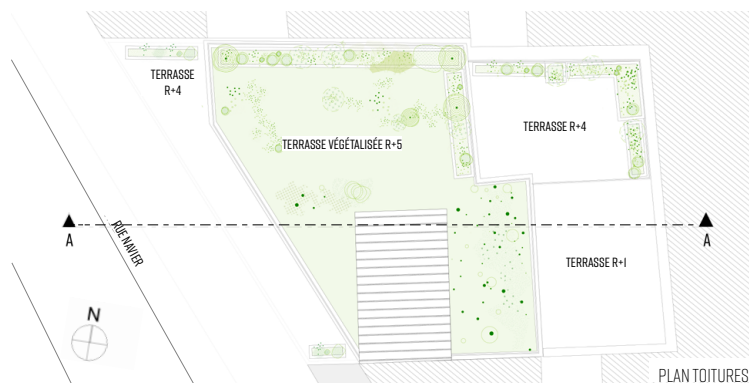 TERRASSE
R+4
TERRASSE VÉGÉTALISÉE R+5
TERRASSE R+4
A
A
RUE NAVIER
TERRASSE R+1
N
PLAN TOITURES